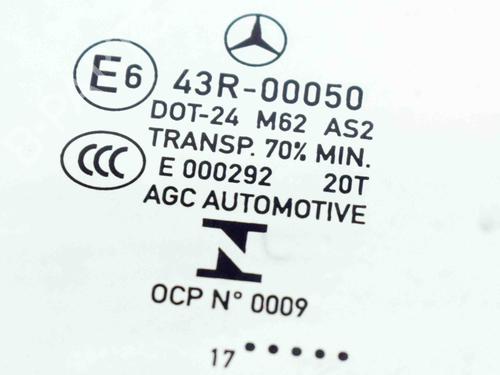 E6 43R-00050
DOT-24 M62 AS2
TRANSP. 70% MIN.
CCC E 000292 20T
AGC AUTOMOTIVE
OCP N° 0009
17 •••••